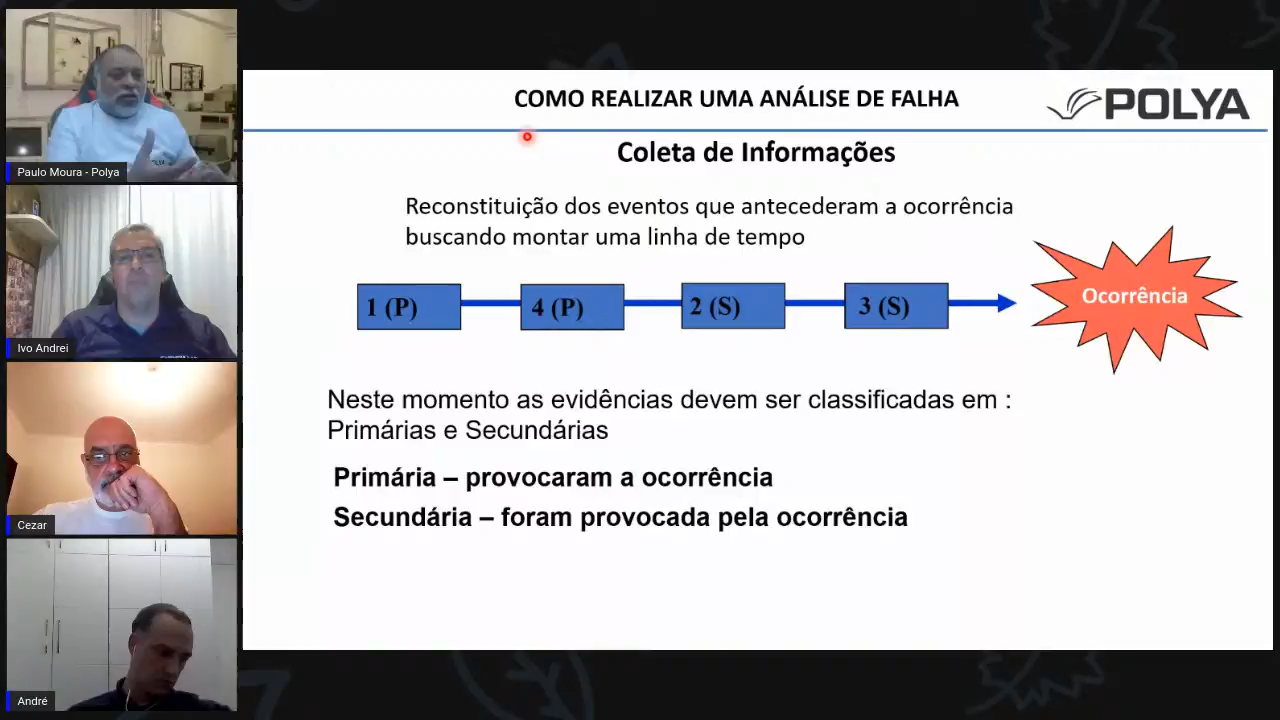 COMO REALIZAR UMA ANÁLISE DE FALHA
POLYA
Coleta de Informações
Reconstituição dos eventos que antecederam a ocorrência
buscando montar uma linha de tempo
1 (P)
4 (P)
2 (S)
3 (S)
Ocorrência
Neste momento as evidências devem ser classificadas em :
Primárias e Secundárias
Primária – provocaram a ocorrência
Secundária – foram provocada pela ocorrência
Paulo Moura - Polya
Ivo Andrei
Cezar
André